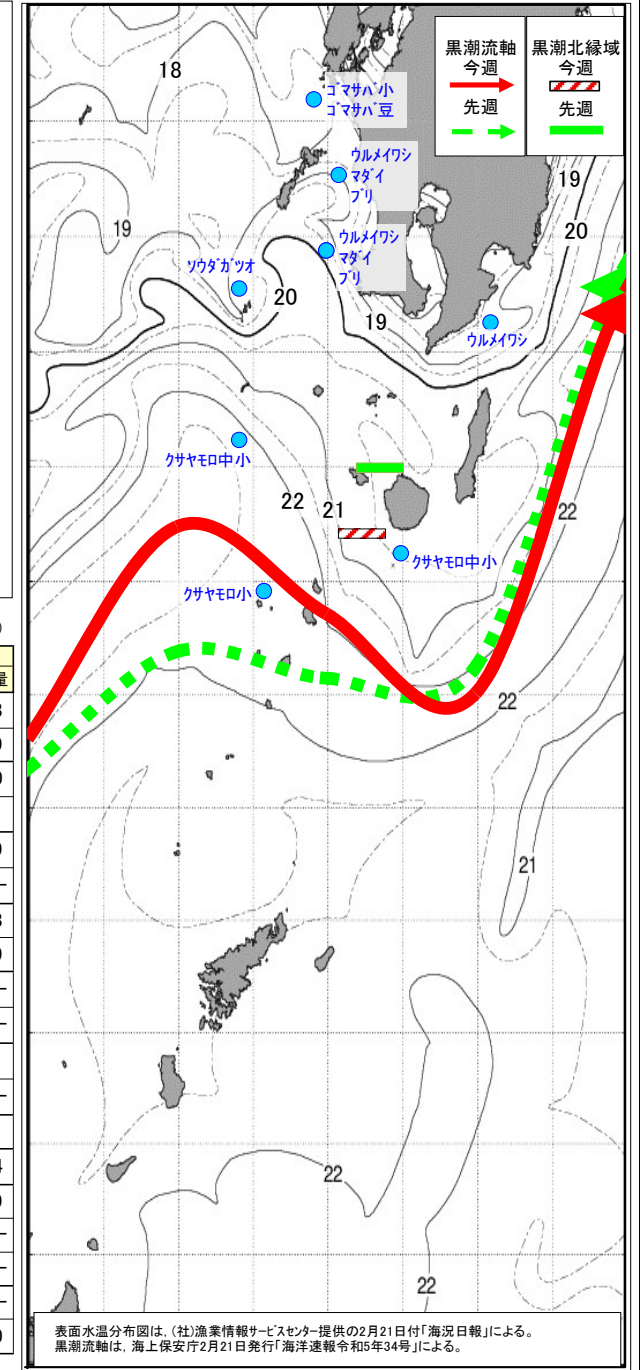 黒潮流軸
今週
先週
黒潮北縁域
今週
先週
18
ゴマサバ小
ゴマサバ豆
ウルメイワシ
マダイ
ブリ
19
19
20
ウルメイワシ
マダイ
ブリ
ソウダガツオ
20
19
ウルメイワシ
クサヤモロ中小
22
21
22
クサヤモロ中小
クサヤモロ小
22
21
22
22
量
表面水温分布図は,(社)漁業情報サービスセンター提供の2月21日付「海況日報」による。
黒潮流軸は,海上保安庁2月21日発行「海洋速報令和5年34号」による。